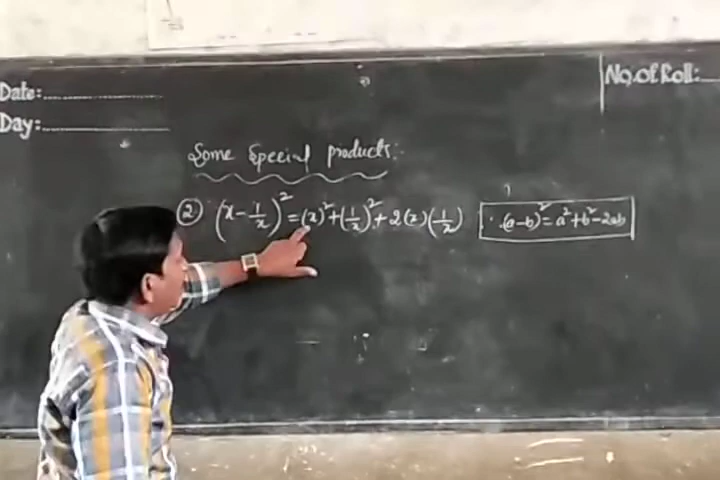 Date:
Day:
No. of Roll:
Some Special products:
② (x - 1/x)² = (x)² + (1/x)² + 2(x)(1/x) ∵ (a-b)² = a² + b² - 2ab